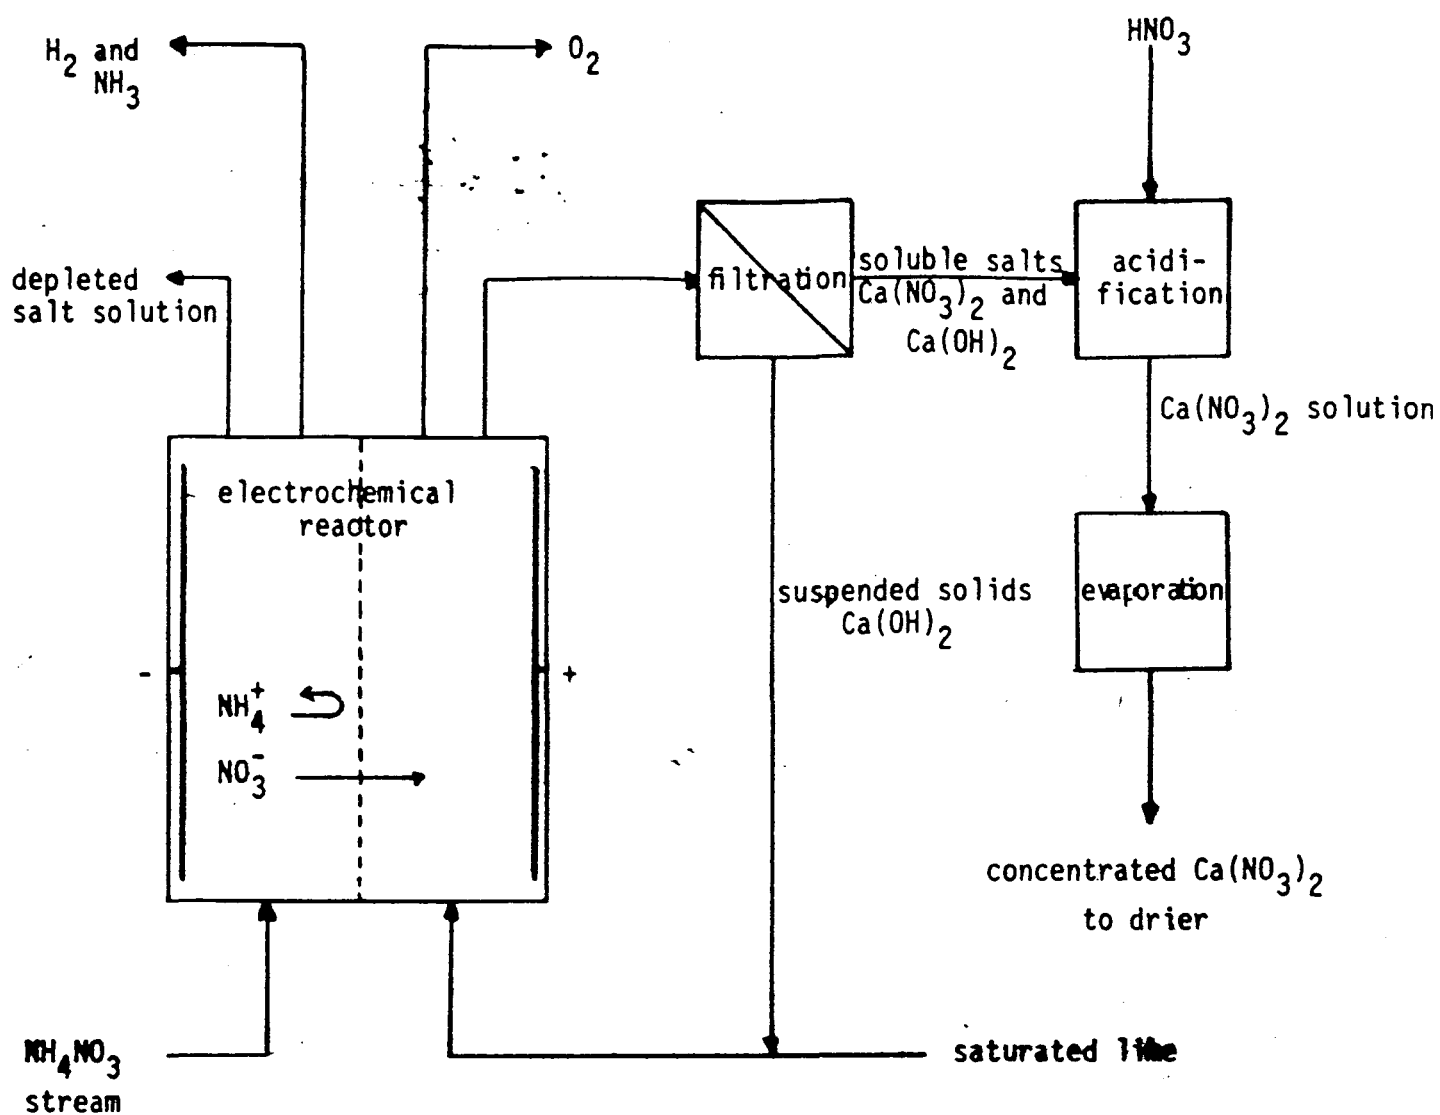 H2 and
NH3
O2
HNO3
depleted
salt solution
filtration
soluble salts
Ca(NO3)2 and
Ca(OH)2
acidi-
fication
Ca(NO3)2 solution
electrochemical
reactor
suspended solids
Ca(OH)2
evaporation
-
+
NH4+
NO3-
concentrated Ca(NO3)2
to drier
NH4NO3
stream
saturated lime